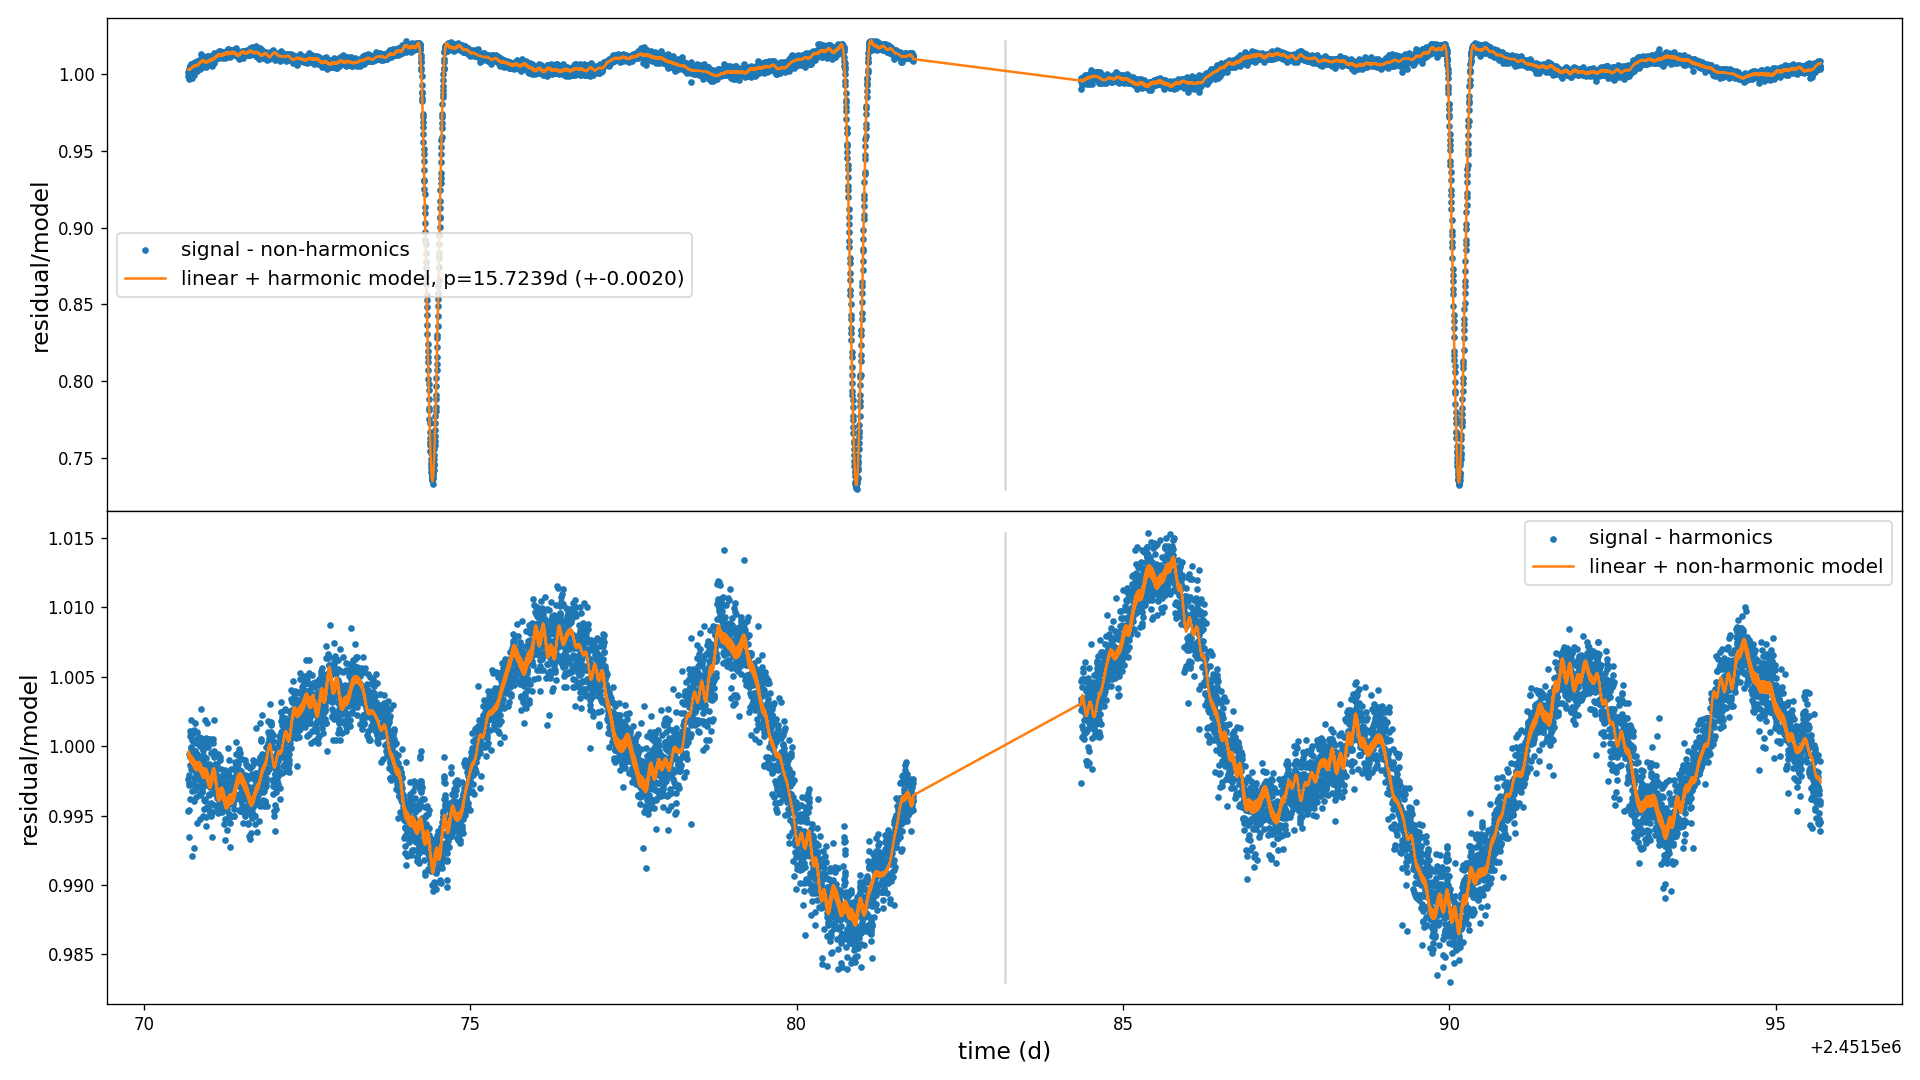 1.00
0.95
0.90
0.85
0.80
0.75
residual/model
signal - non-harmonics
linear + harmonic model, p=15.7239d (+-0.0020)
1.015
1.010
1.005
1.000
0.995
0.990
0.985
residual/model
signal - harmonics
linear + non-harmonic model
70
75
80
85
90
95
time (d)
+2.4515e6